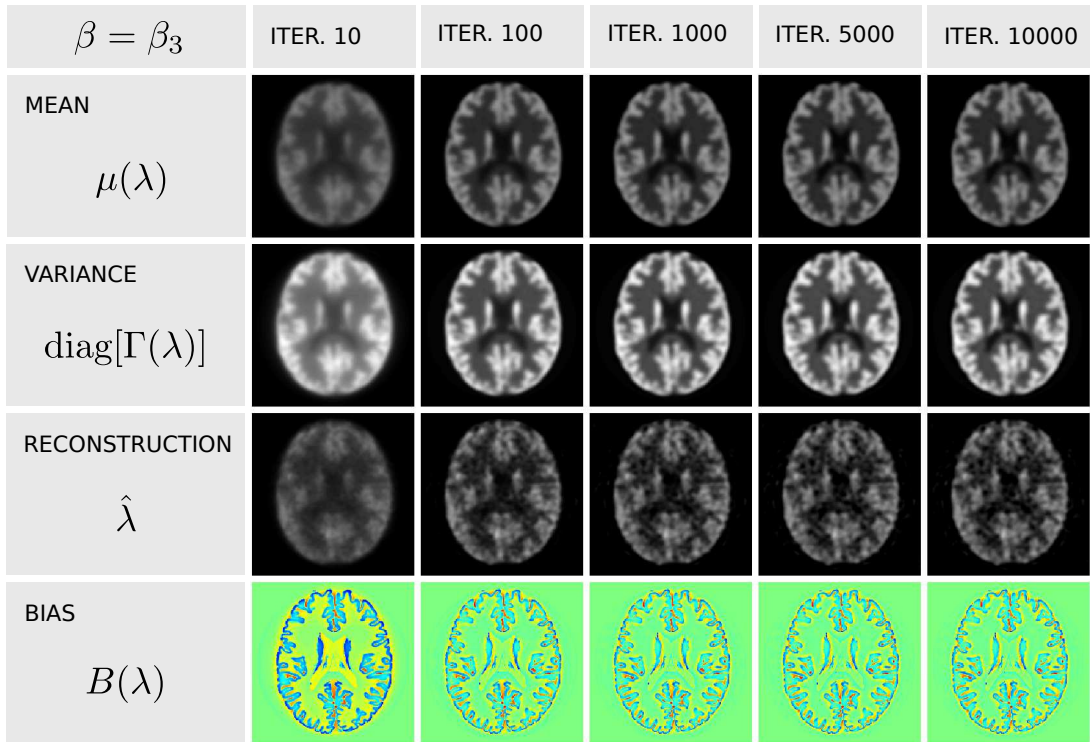 β = β₃
ITER. 10
ITER. 100
ITER. 1000
ITER. 5000
ITER. 10000
MEAN
μ(λ)
VARIANCE
diag[Γ(λ)]
RECONSTRUCTION
λ̂
BIAS
B(λ)